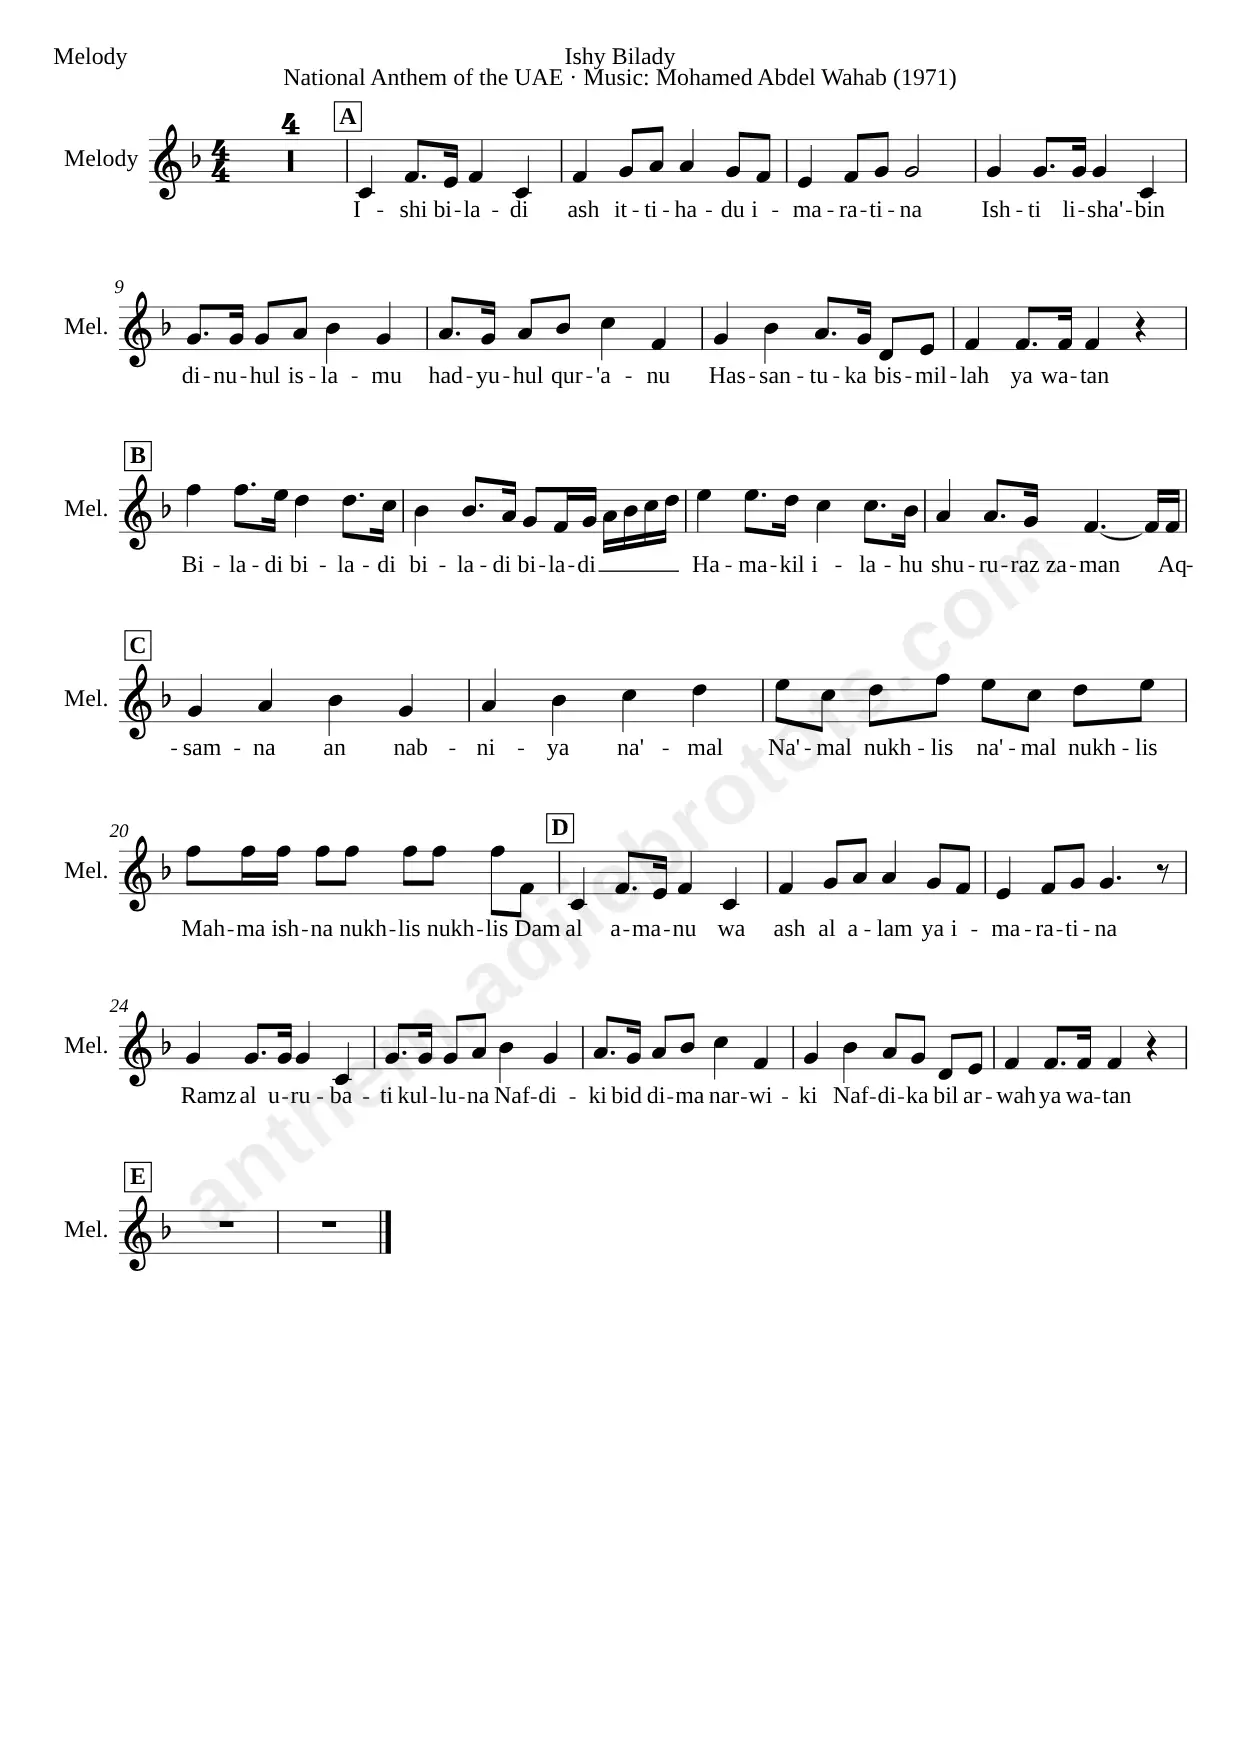 Melody
Ishy Bilady
National Anthem of the UAE · Music: Mohamed Abdel Wahab (1971)
4
A
Melody
4
4
I - shi bi - la - di ash it - ti - ha - du i - ma - ra - ti - na Ish - ti li - sha' - bin
9
Mel.
di - nu - hul is - la - mu had - yu - hul qur - 'a - nu Has - san - tu - ka bis - mil - lah ya wa - tan
B
Mel.
Bi - la - di bi - la - di bi - la - di bi - la - di Ha - ma - kil i - la - hu shu - ru - raz za - man Aq -
C
Mel.
- sam - na an nab - ni - ya na' - mal Na' - mal nukh - lis na' - mal nukh - lis
20
D
Mel.
Mah - ma ish - na nukh - lis nukh - lis Dam al a - ma - nu wa ash al a - lam ya i - ma - ra - ti - na
24
Mel.
Ramz al u - ru - ba - ti kul - lu - na Naf - di - ki bid di - ma nar - wi - ki Naf - di - ka bil ar - wah ya wa - tan
E
Mel.
anthem.adjiebrotots.com